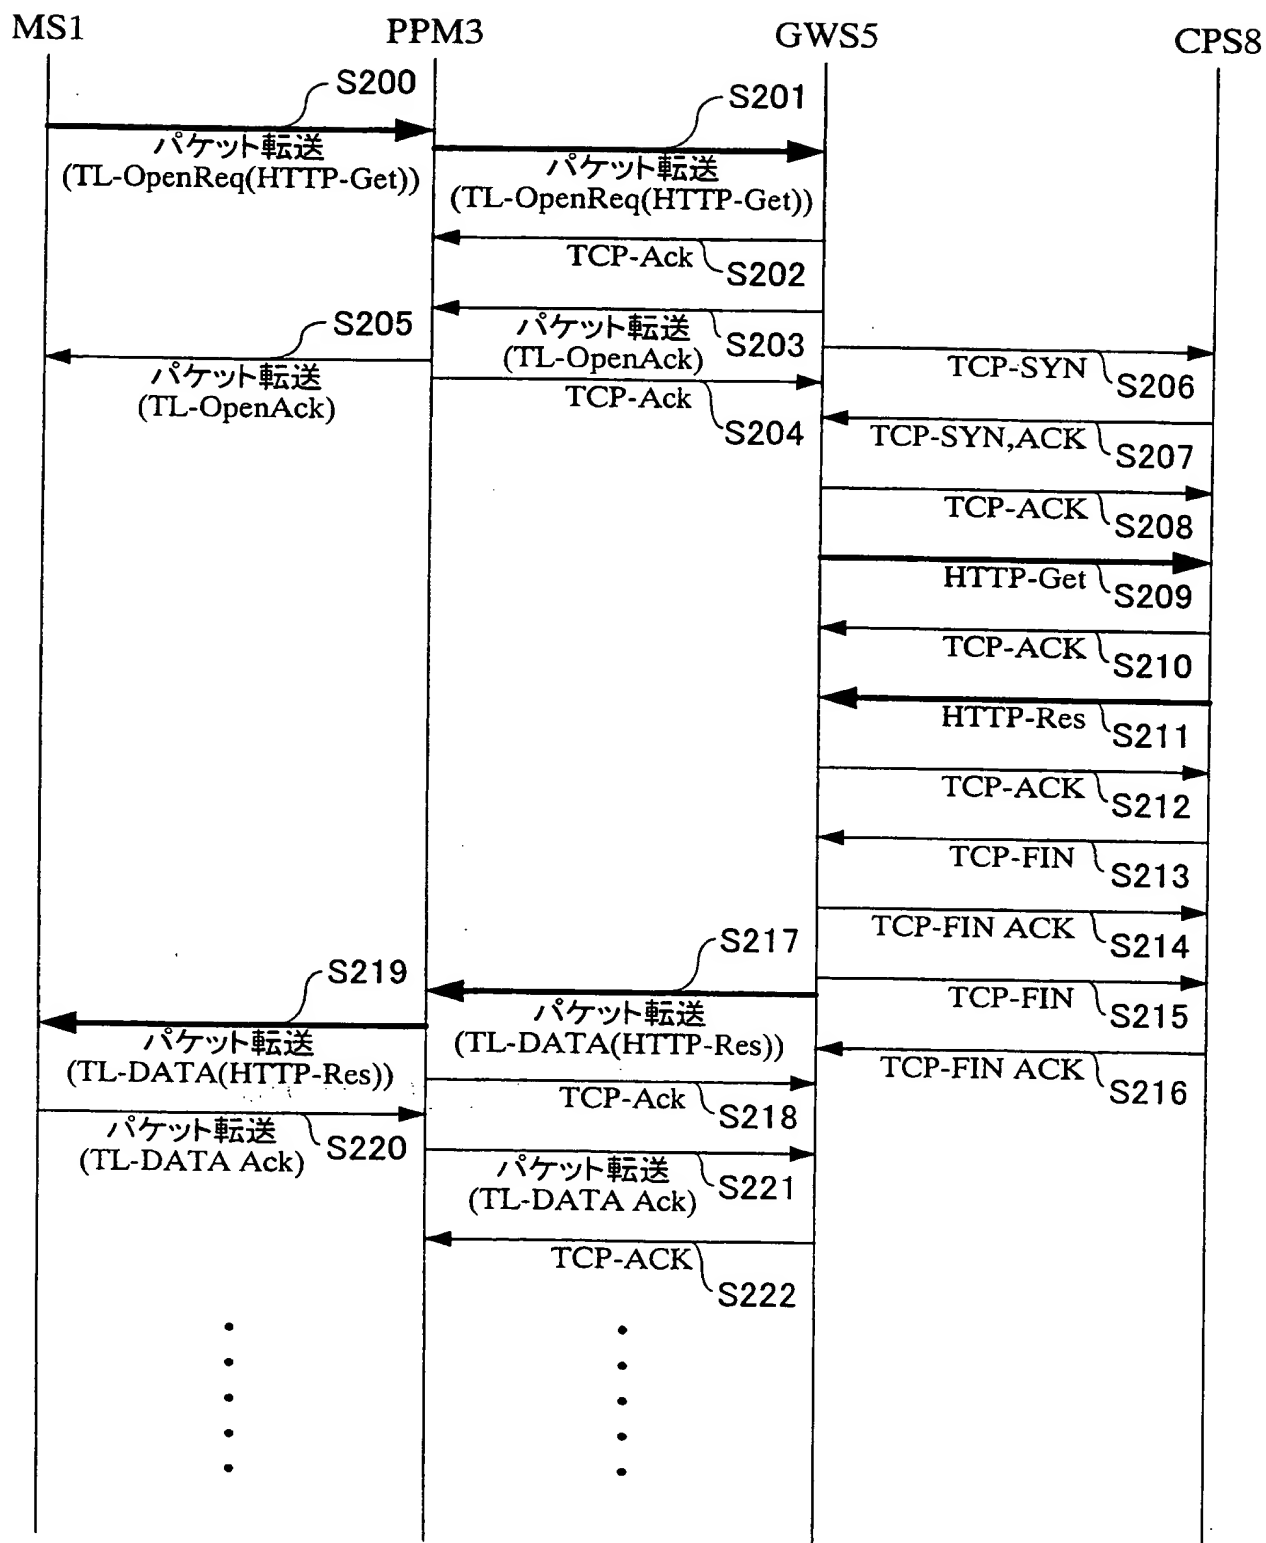 MS1
PPM3
GWS5
CPS8
S200
パケット転送
(TL-OpenReq(HTTP-Get))
S201
パケット転送
(TL-OpenReq(HTTP-Get))
TCP-Ack
S202
パケット転送
(TL-OpenAck)
S203
S205
パケット転送
(TL-OpenAck)
TCP-Ack
S204
TCP-SYN
S206
TCP-SYN,ACK
S207
TCP-ACK
S208
HTTP-Get
S209
TCP-ACK
S210
HTTP-Res
S211
TCP-ACK
S212
TCP-FIN
S213
TCP-FIN ACK
S214
TCP-FIN
S215
TCP-FIN ACK
S216
S217
パケット転送
(TL-DATA(HTTP-Res))
S219
パケット転送
(TL-DATA(HTTP-Res))
TCP-Ack
S218
パケット転送
(TL-DATA Ack)
S220
パケット転送
(TL-DATA Ack)
S221
TCP-ACK
S222